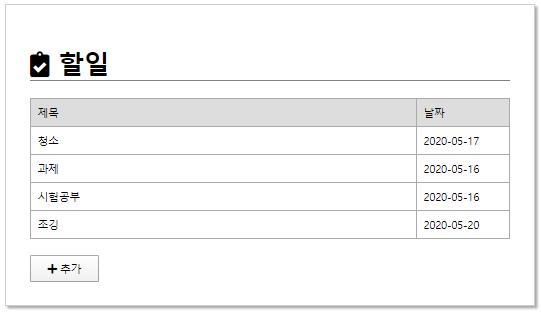 할일
제목 날짜
청소 2020-05-17
과제 2020-05-16
시험공부 2020-05-16
조깅 2020-05-20
추가